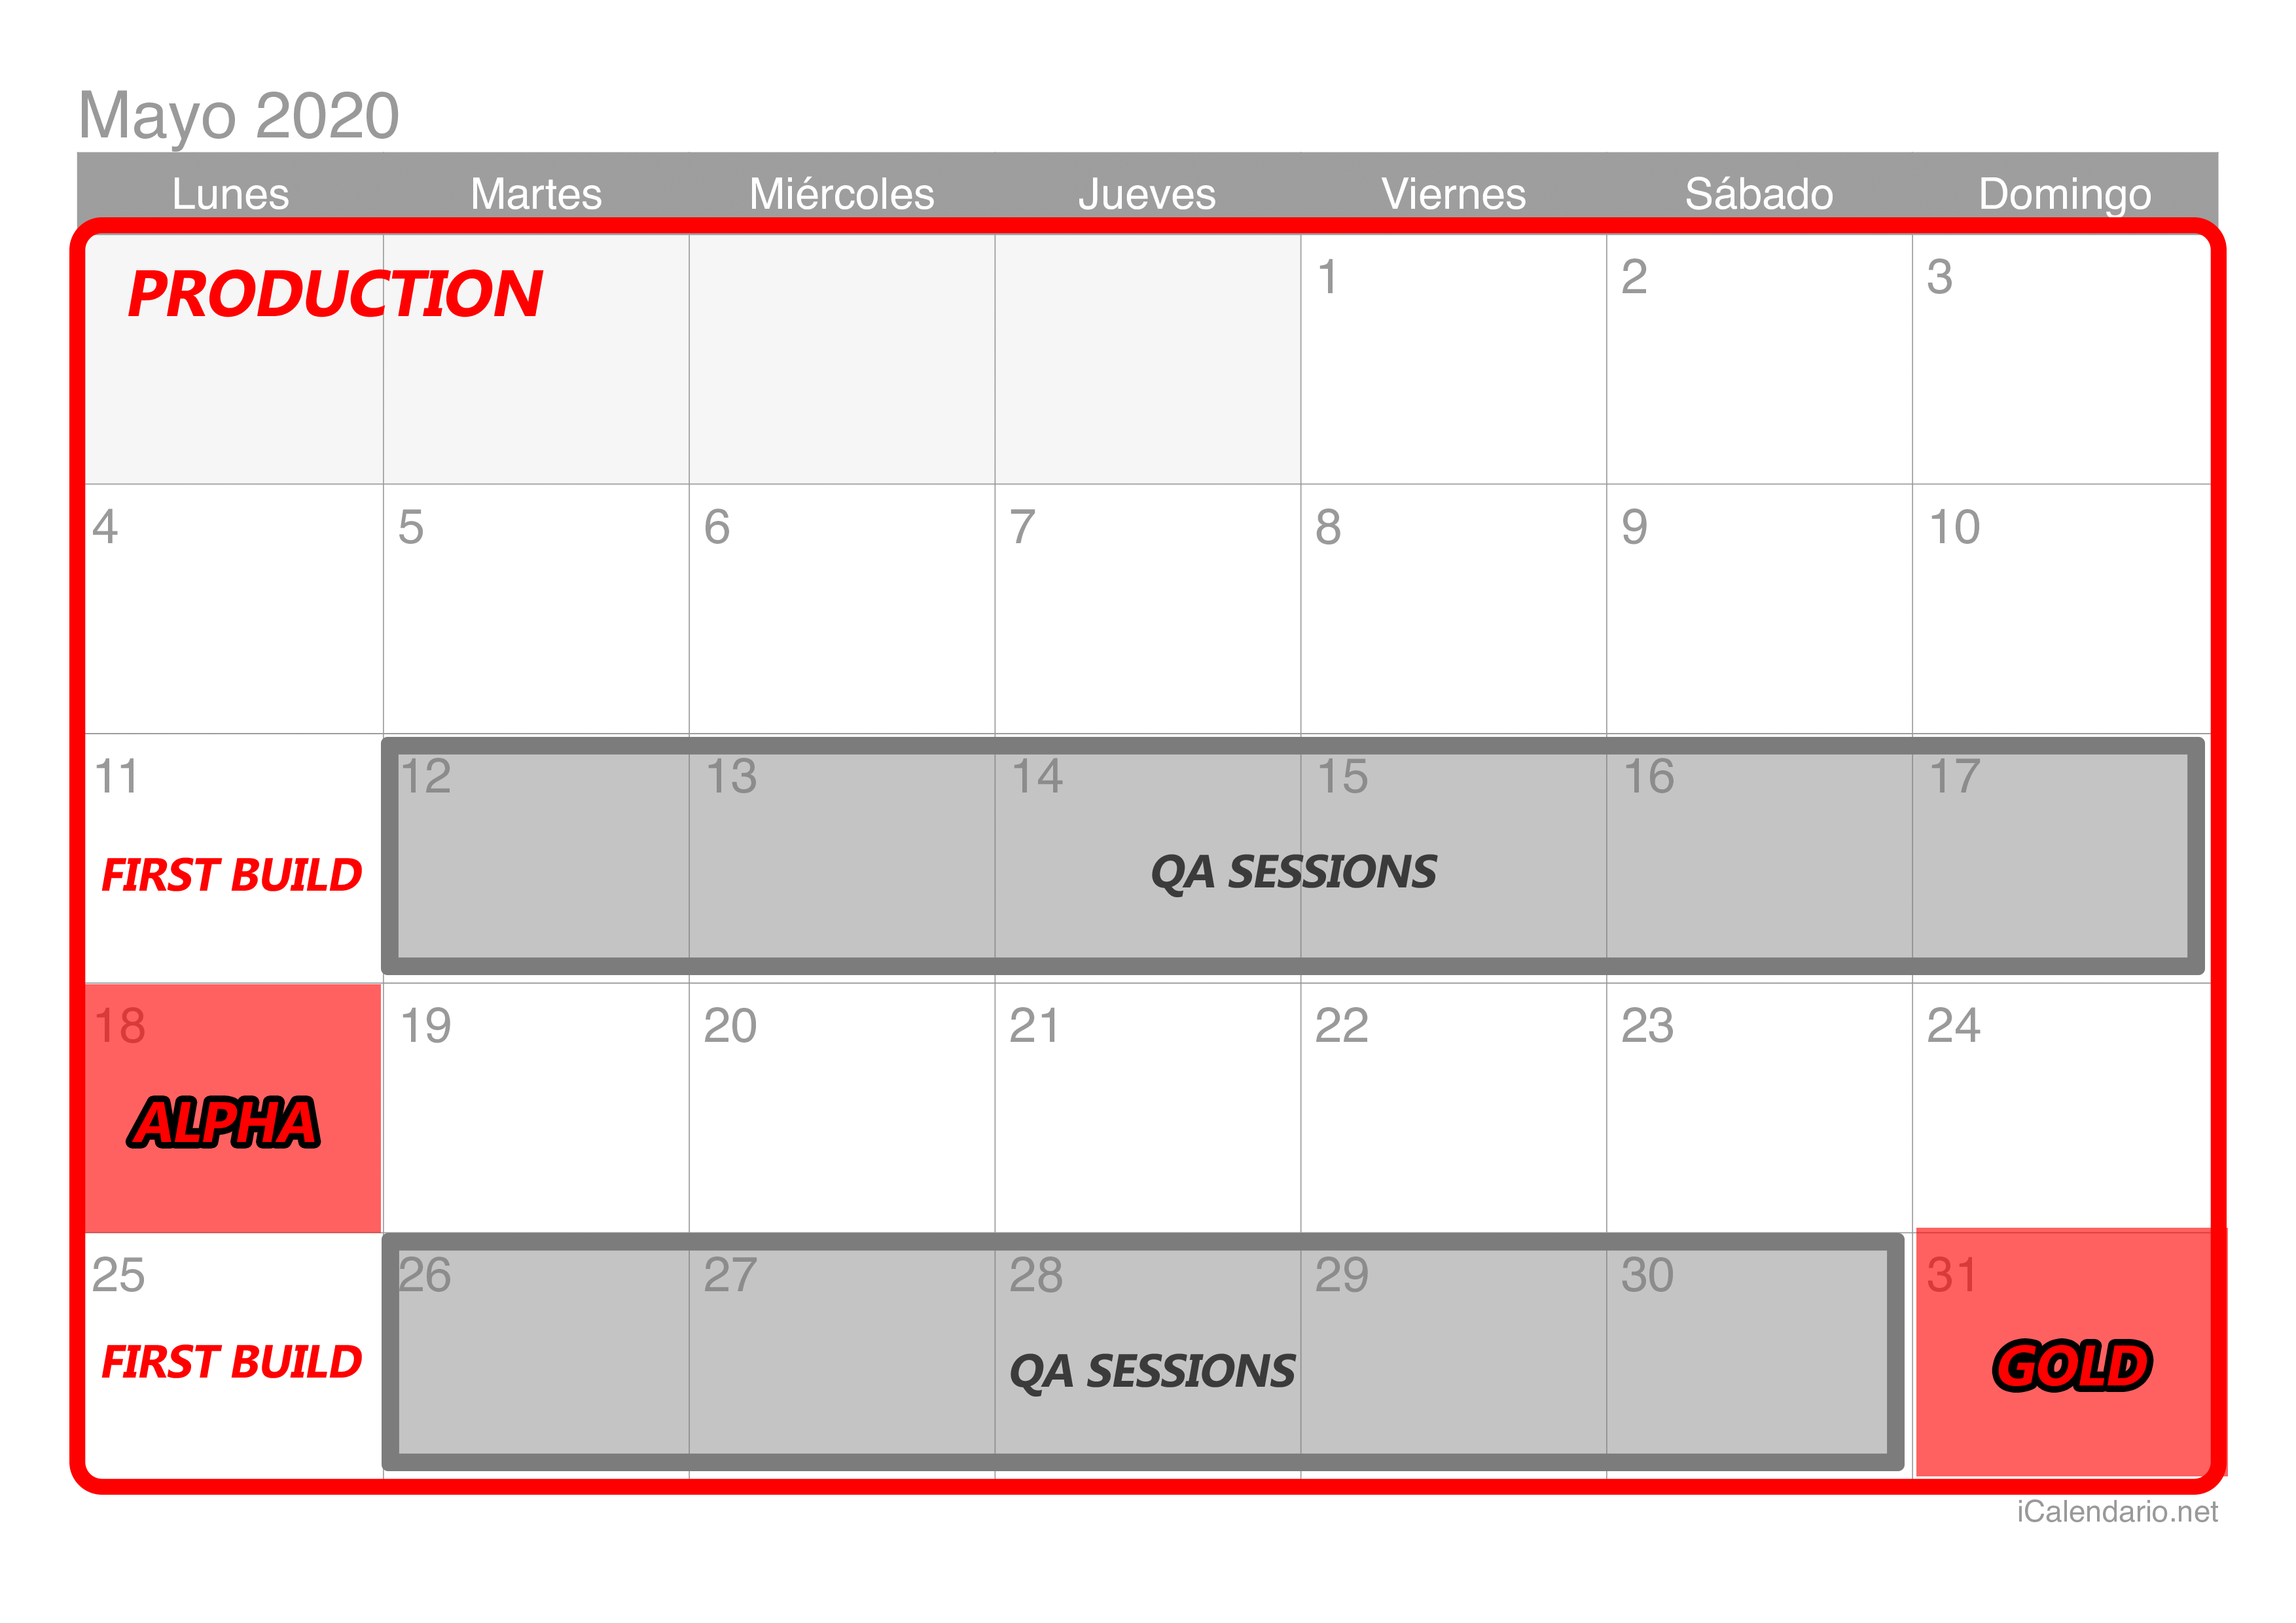 Mayo 2020
Lunes Martes Miércoles Jueves Viernes Sábado Domingo
PRODUCTION 1 2 3
4 5 6 7 8 9 10
11 12 13 14 15 16 17
FIRST BUILD QA SESSIONS
18 19 20 21 22 23 24
ALPHA
25 26 27 28 29 30 31
FIRST BUILD QA SESSIONS GOLD
iCalendario.net